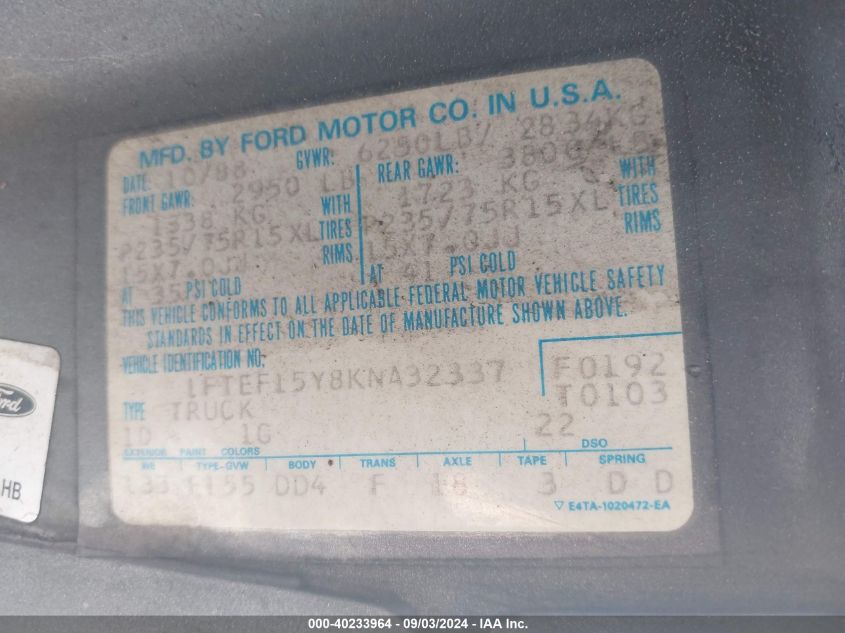 MFD. BY FORD MOTOR CO. IN U.S.A.
DATE: 10/88 GVWR: 6250LB/ 2834KG
FRONT GAWR: 2950 LB REAR GAWR: 3800 LB
1338 KG WITH 1723 KG WITH
P235/75R15XL TIRES P235/75R15XL TIRES
15X7.0JJ RIMS 15X7.0JJ RIMS
AT 35 PSI COLD AT 41 PSI COLD
THIS VEHICLE CONFORMS TO ALL APPLICABLE FEDERAL MOTOR VEHICLE SAFETY
STANDARDS IN EFFECT ON THE DATE OF MANUFACTURE SHOWN ABOVE.
VEHICLE IDENTIFICATION NO:
1FTEF15Y8KNA32337 F0192
T0103
TYPE TRUCK
1D 1G 22
EXTERIOR PAINT COLORS DSO
WB TYPE-GVW BODY TRANS AXLE TAPE SPRING
133 F155 DD4 F 18 3 D D
▽ E4TA-1020472-EA
Ford
HB
000-40233964 - 09/03/2024 - IAA Inc.